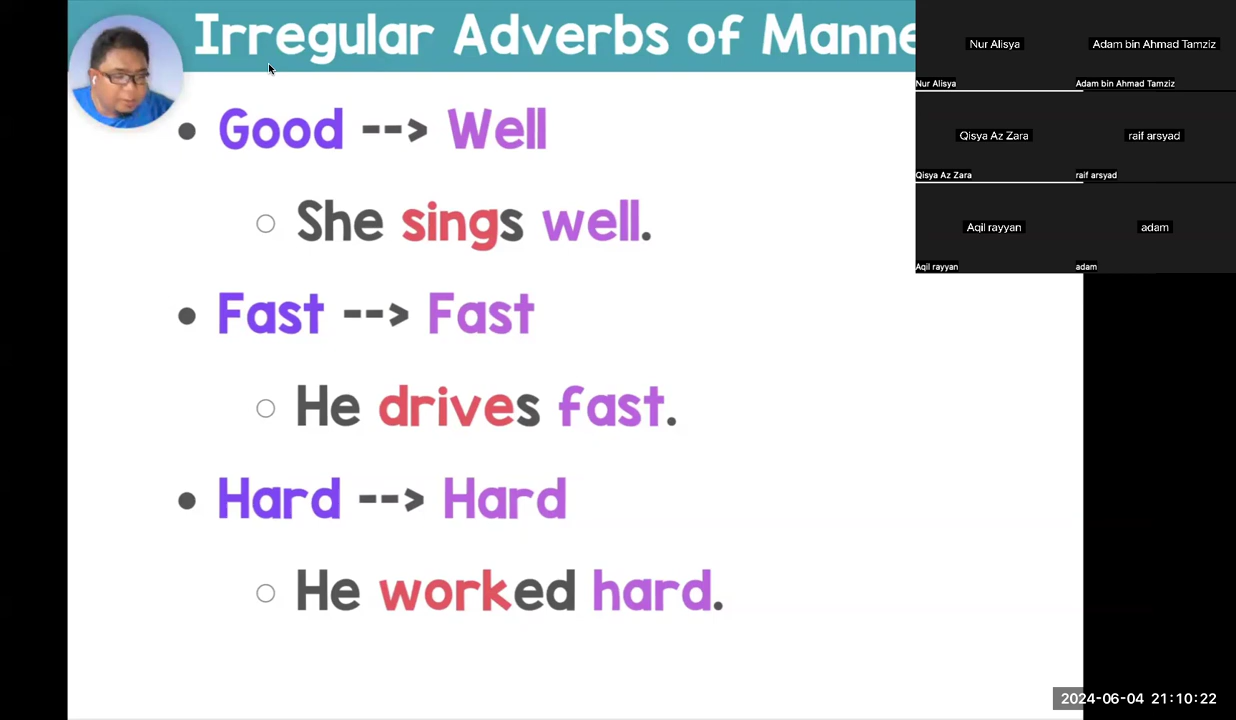 Irregular Adverbs of Manne
Good --> Well
She sings well.
Fast --> Fast
He drives fast.
Hard --> Hard
He worked hard.
Nur Alisya
Adam bin Ahmad Tamziz
Nur Alisya
Adam bin Ahmad Tamziz
Qisya Az Zara
raif arsyad
Qisya Az Zara
raif arsyad
Aqil rayyan
adam
Aqil rayyan
adam
2024-06-04 21:10:22